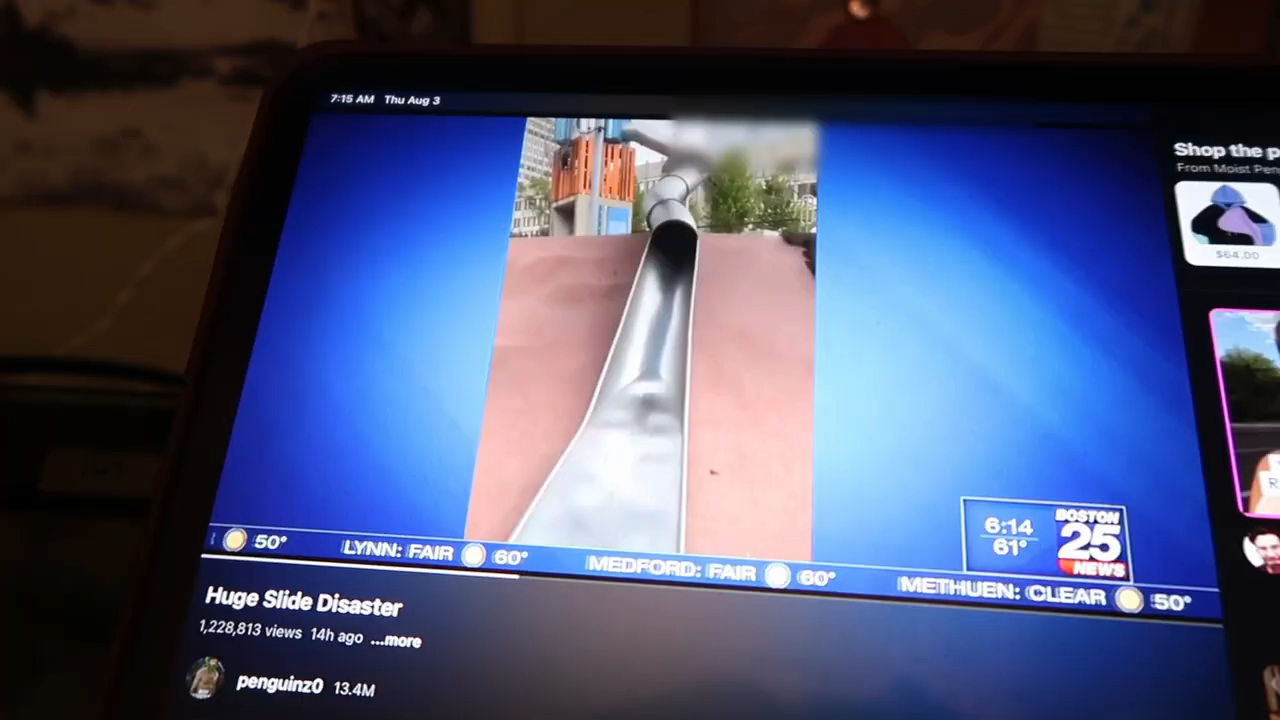 7:15 AM Thu Aug 3
Shop the p
From Moist Pen
$64.00
6:14
61°
BOSTON
25
NEWS
50° LYNN: FAIR 60° MEDFORD: FAIR 60° METHUEN: CLEAR 50°
Huge Slide Disaster
1,228,813 views 14h ago ...more
penguinz0 13.4M
R